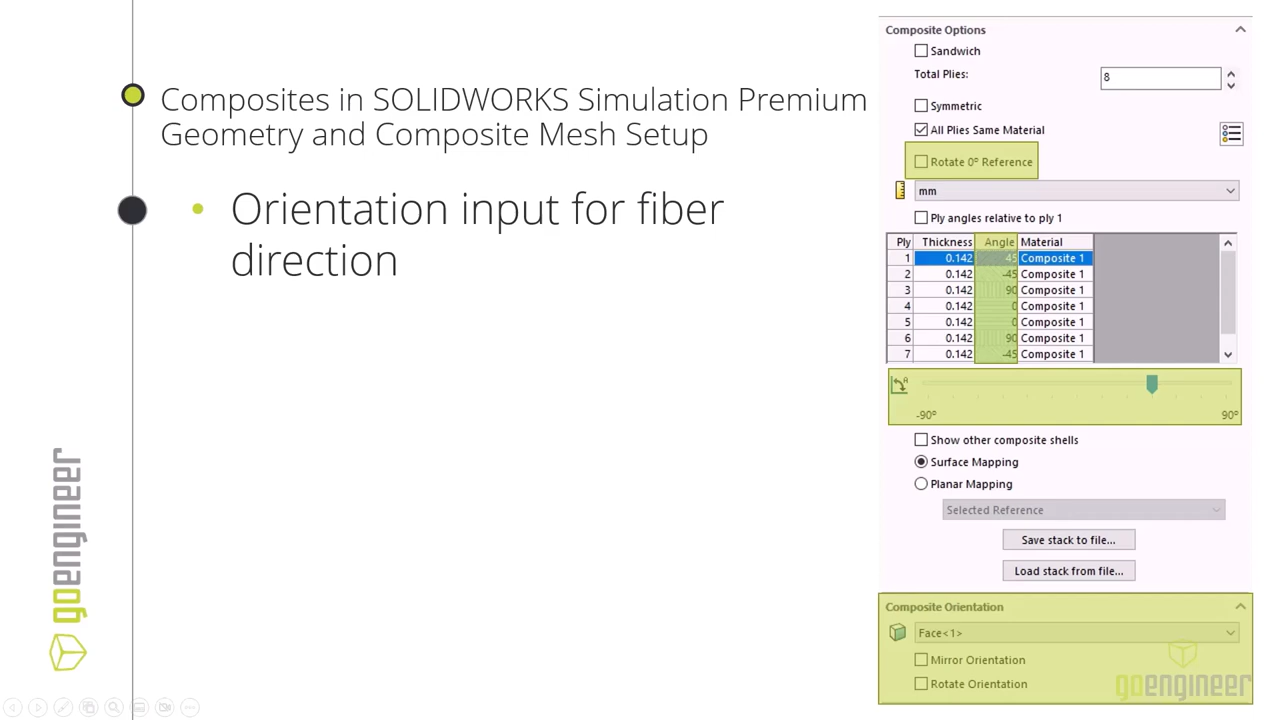 Composites in SOLIDWORKS Simulation Premium
Geometry and Composite Mesh Setup
• Orientation input for fiber
direction
goengineer
Composite Options
Sandwich
Total Plies: 8
Symmetric
All Plies Same Material
Rotate 0º Reference
mm
Ply angles relative to ply 1
Ply Thickness Angle Material
1 0.142 45 Composite 1
2 0.142 -45 Composite 1
3 0.142 90 Composite 1
4 0.142 0 Composite 1
5 0.142 0 Composite 1
6 0.142 90 Composite 1
7 0.142 -45 Composite 1
-90º 90º
Show other composite shells
Surface Mapping
Planar Mapping
Selected Reference
Save stack to file...
Load stack from file...
Composite Orientation
Face<1>
Mirror Orientation
Rotate Orientation
goengineer